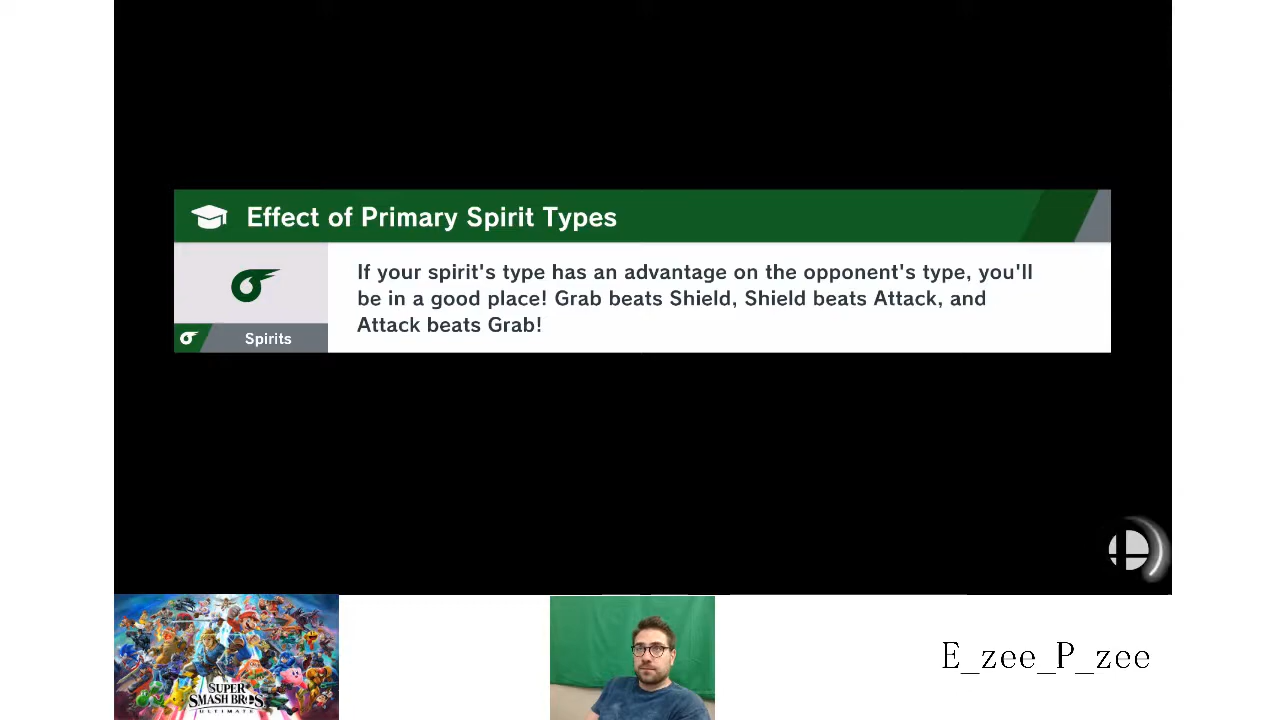 Effect of Primary Spirit Types
If your spirit's type has an advantage on the opponent's type, you'll
be in a good place! Grab beats Shield, Shield beats Attack, and
Attack beats Grab!
Spirits
SUPER
SMASH BROS.
ULTIMATE
E_zee_P_zee